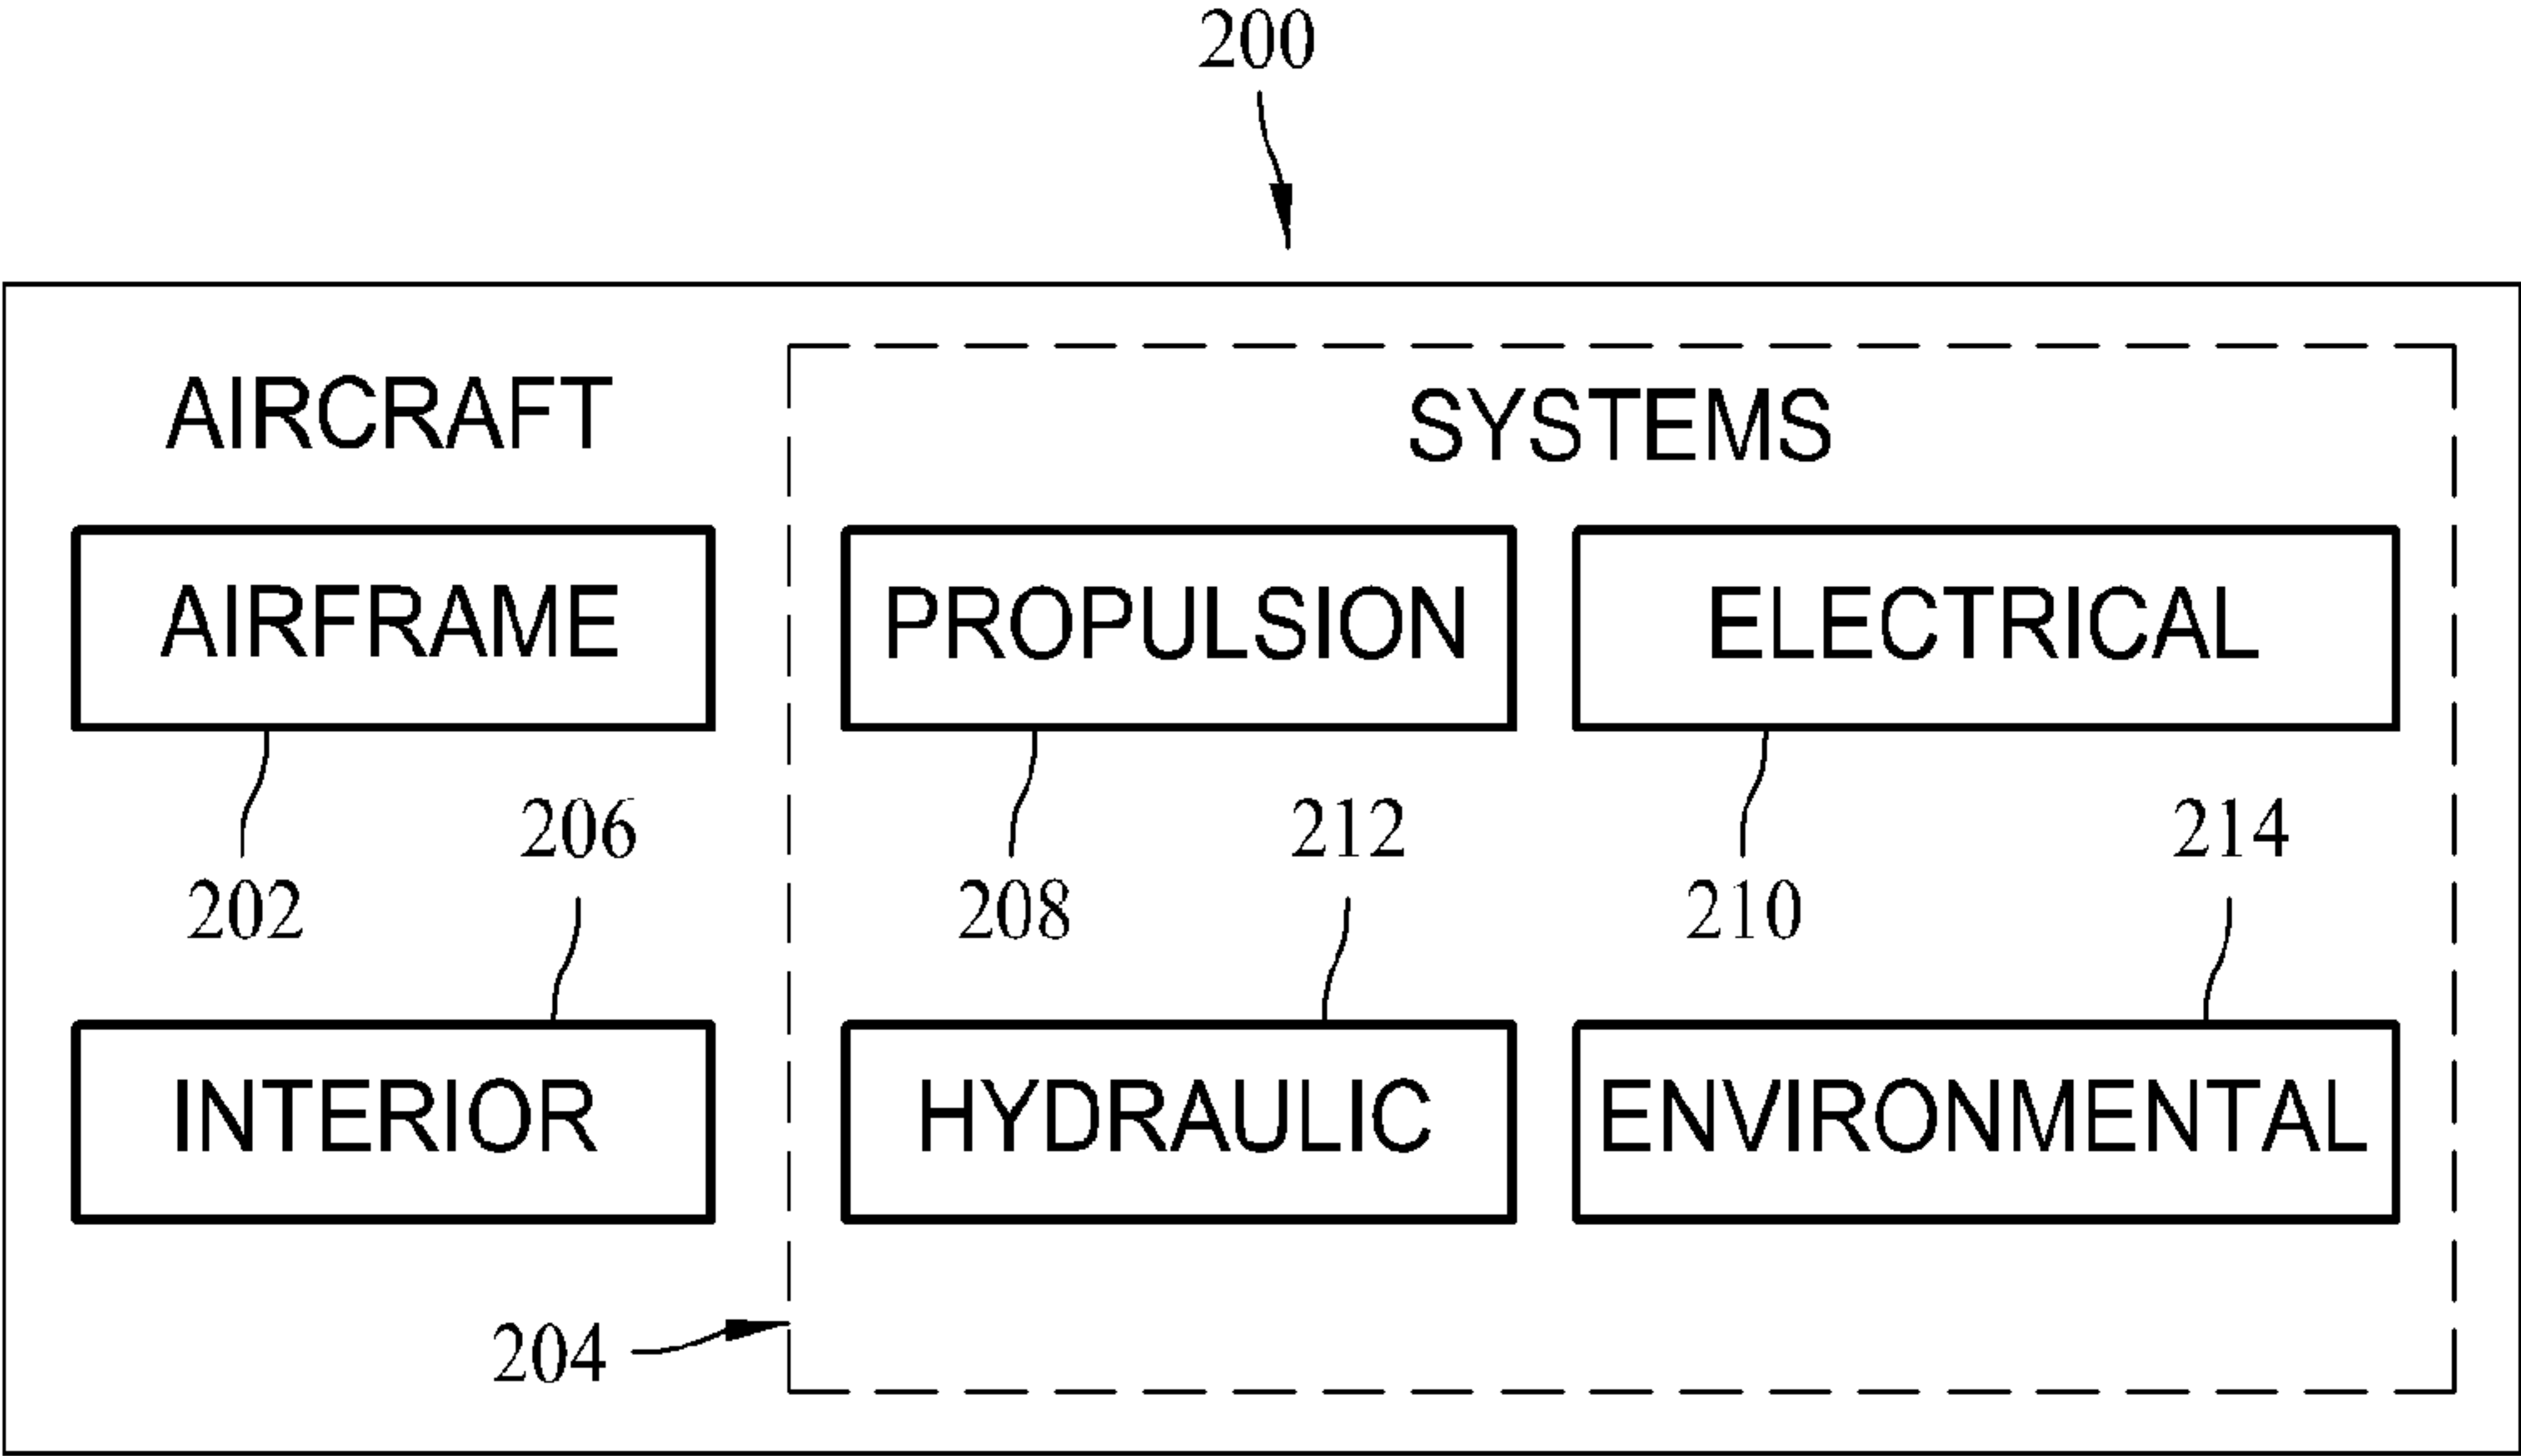 200
AIRCRAFT
SYSTEMS
AIRFRAME
PROPULSION
ELECTRICAL
206
212
214
202
208
210
INTERIOR
HYDRAULIC
ENVIRONMENTAL
204